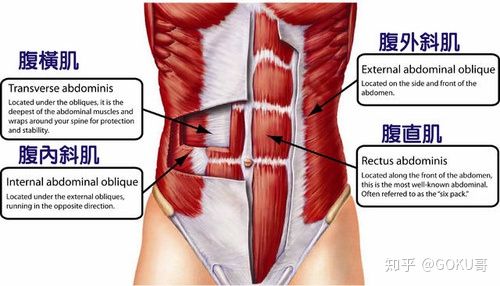 腹橫肌
Transverse abdominis
Located under the obliques, it is the
deepest of the abdominal muscles and
wraps around your spine for protection
and stability.
腹內斜肌
Internal abdominal oblique
Located under the external obliques,
running in the opposite direction.
腹外斜肌
External abdominal oblique
Located on the side and front of the
abdomen.
腹直肌
Rectus abdominis
Located along the front of the abdomen,
this is the most well-known abdominal.
Often referred to as the "six pack."
知乎 @GOKU哥